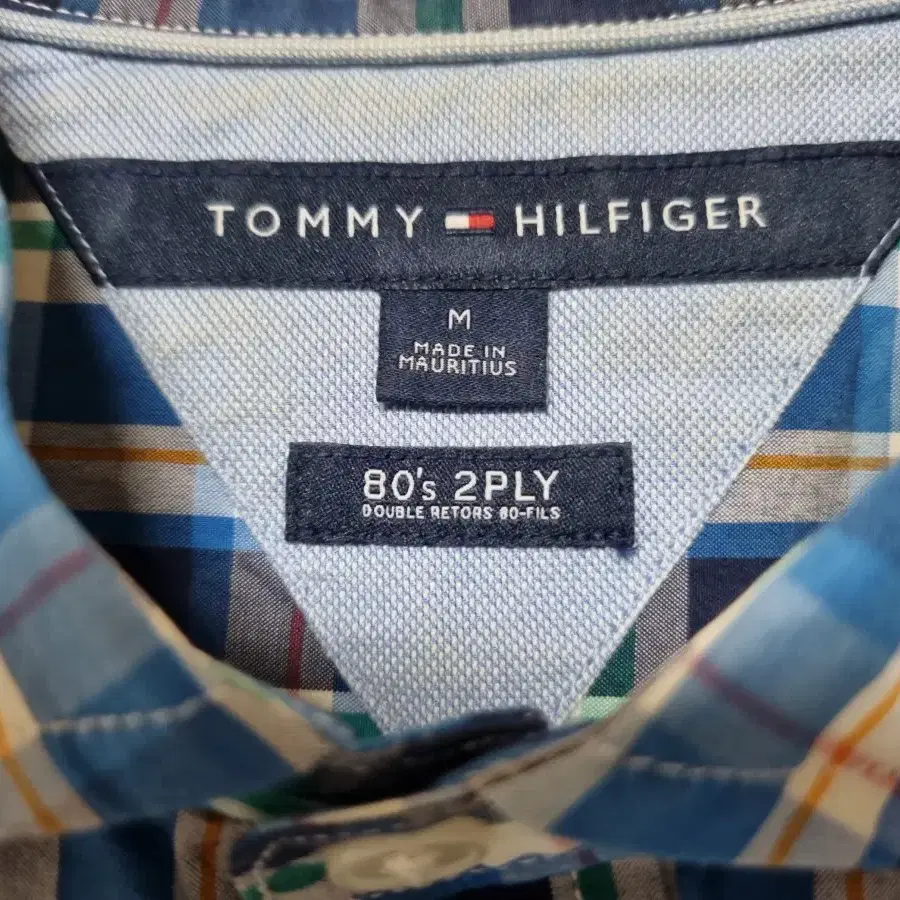 TOMMY HILFIGER
M
MADE IN
MAURITIUS
80's 2PLY
DOUBLE RETORS 80-FILS